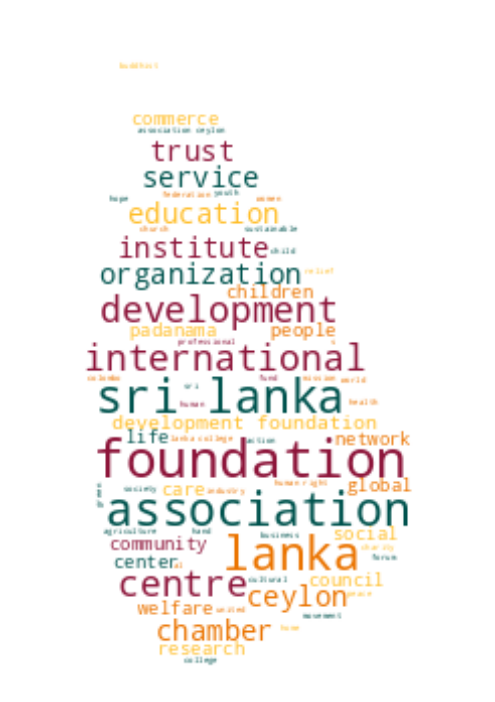 buddhist
commerce
association ceylon
trust
service
federation youth
hope women
education
church sustainable
institute child
organization relief
children
development
padanama people
professional
international
colombo fund mission world
sri
sri lanka
human health
development foundation
life lanka college action network
foundation
human right
green society care industry global
association
agriculture hand business social
community lanka charity
center forum
centre cultural council
ceylon peace
welfare united
movement
chamber home
research
college